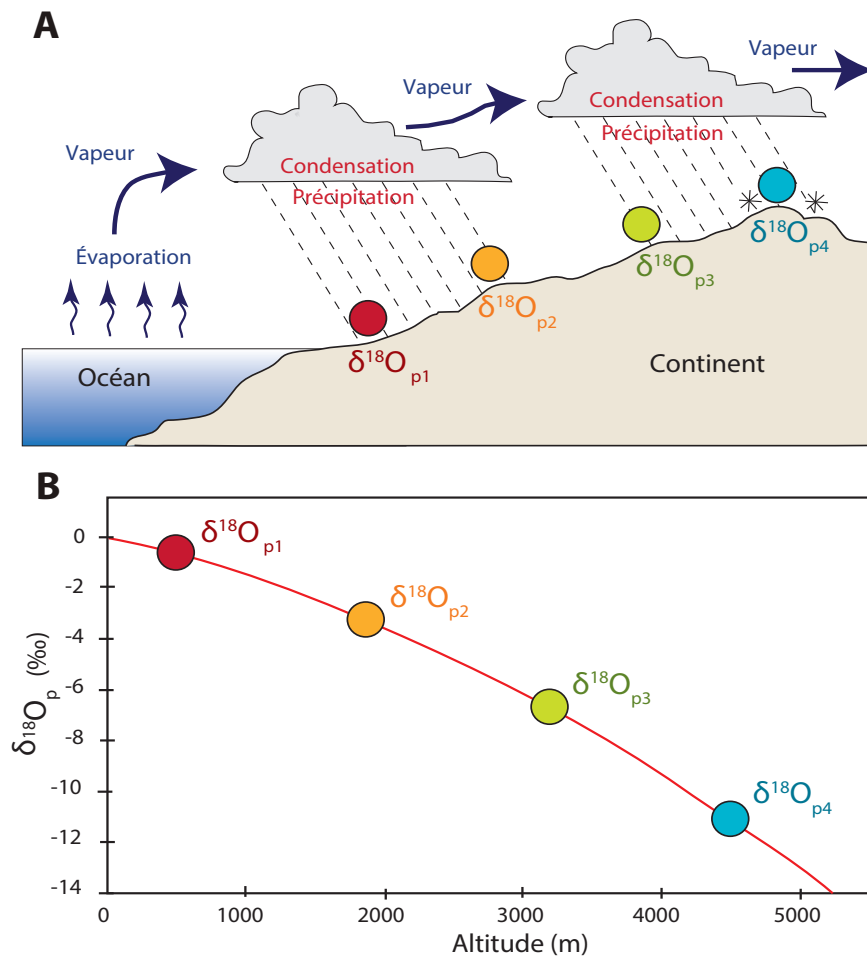 A
Vapeur
Vapeur
Vapeur
Condensation
Précipitation
Condensation
Précipitation
Évaporation
δ¹⁸Oₚ₄
δ¹⁸Oₚ₃
δ¹⁸Oₚ₂
δ¹⁸Oₚ₁
Océan
Continent
B
δ¹⁸Oₚ (‰)
0
-2
-4
-6
-8
-10
-12
-14
δ¹⁸Oₚ₁
δ¹⁸Oₚ₂
δ¹⁸Oₚ₃
δ¹⁸Oₚ₄
0 1000 2000 3000 4000 5000
Altitude (m)